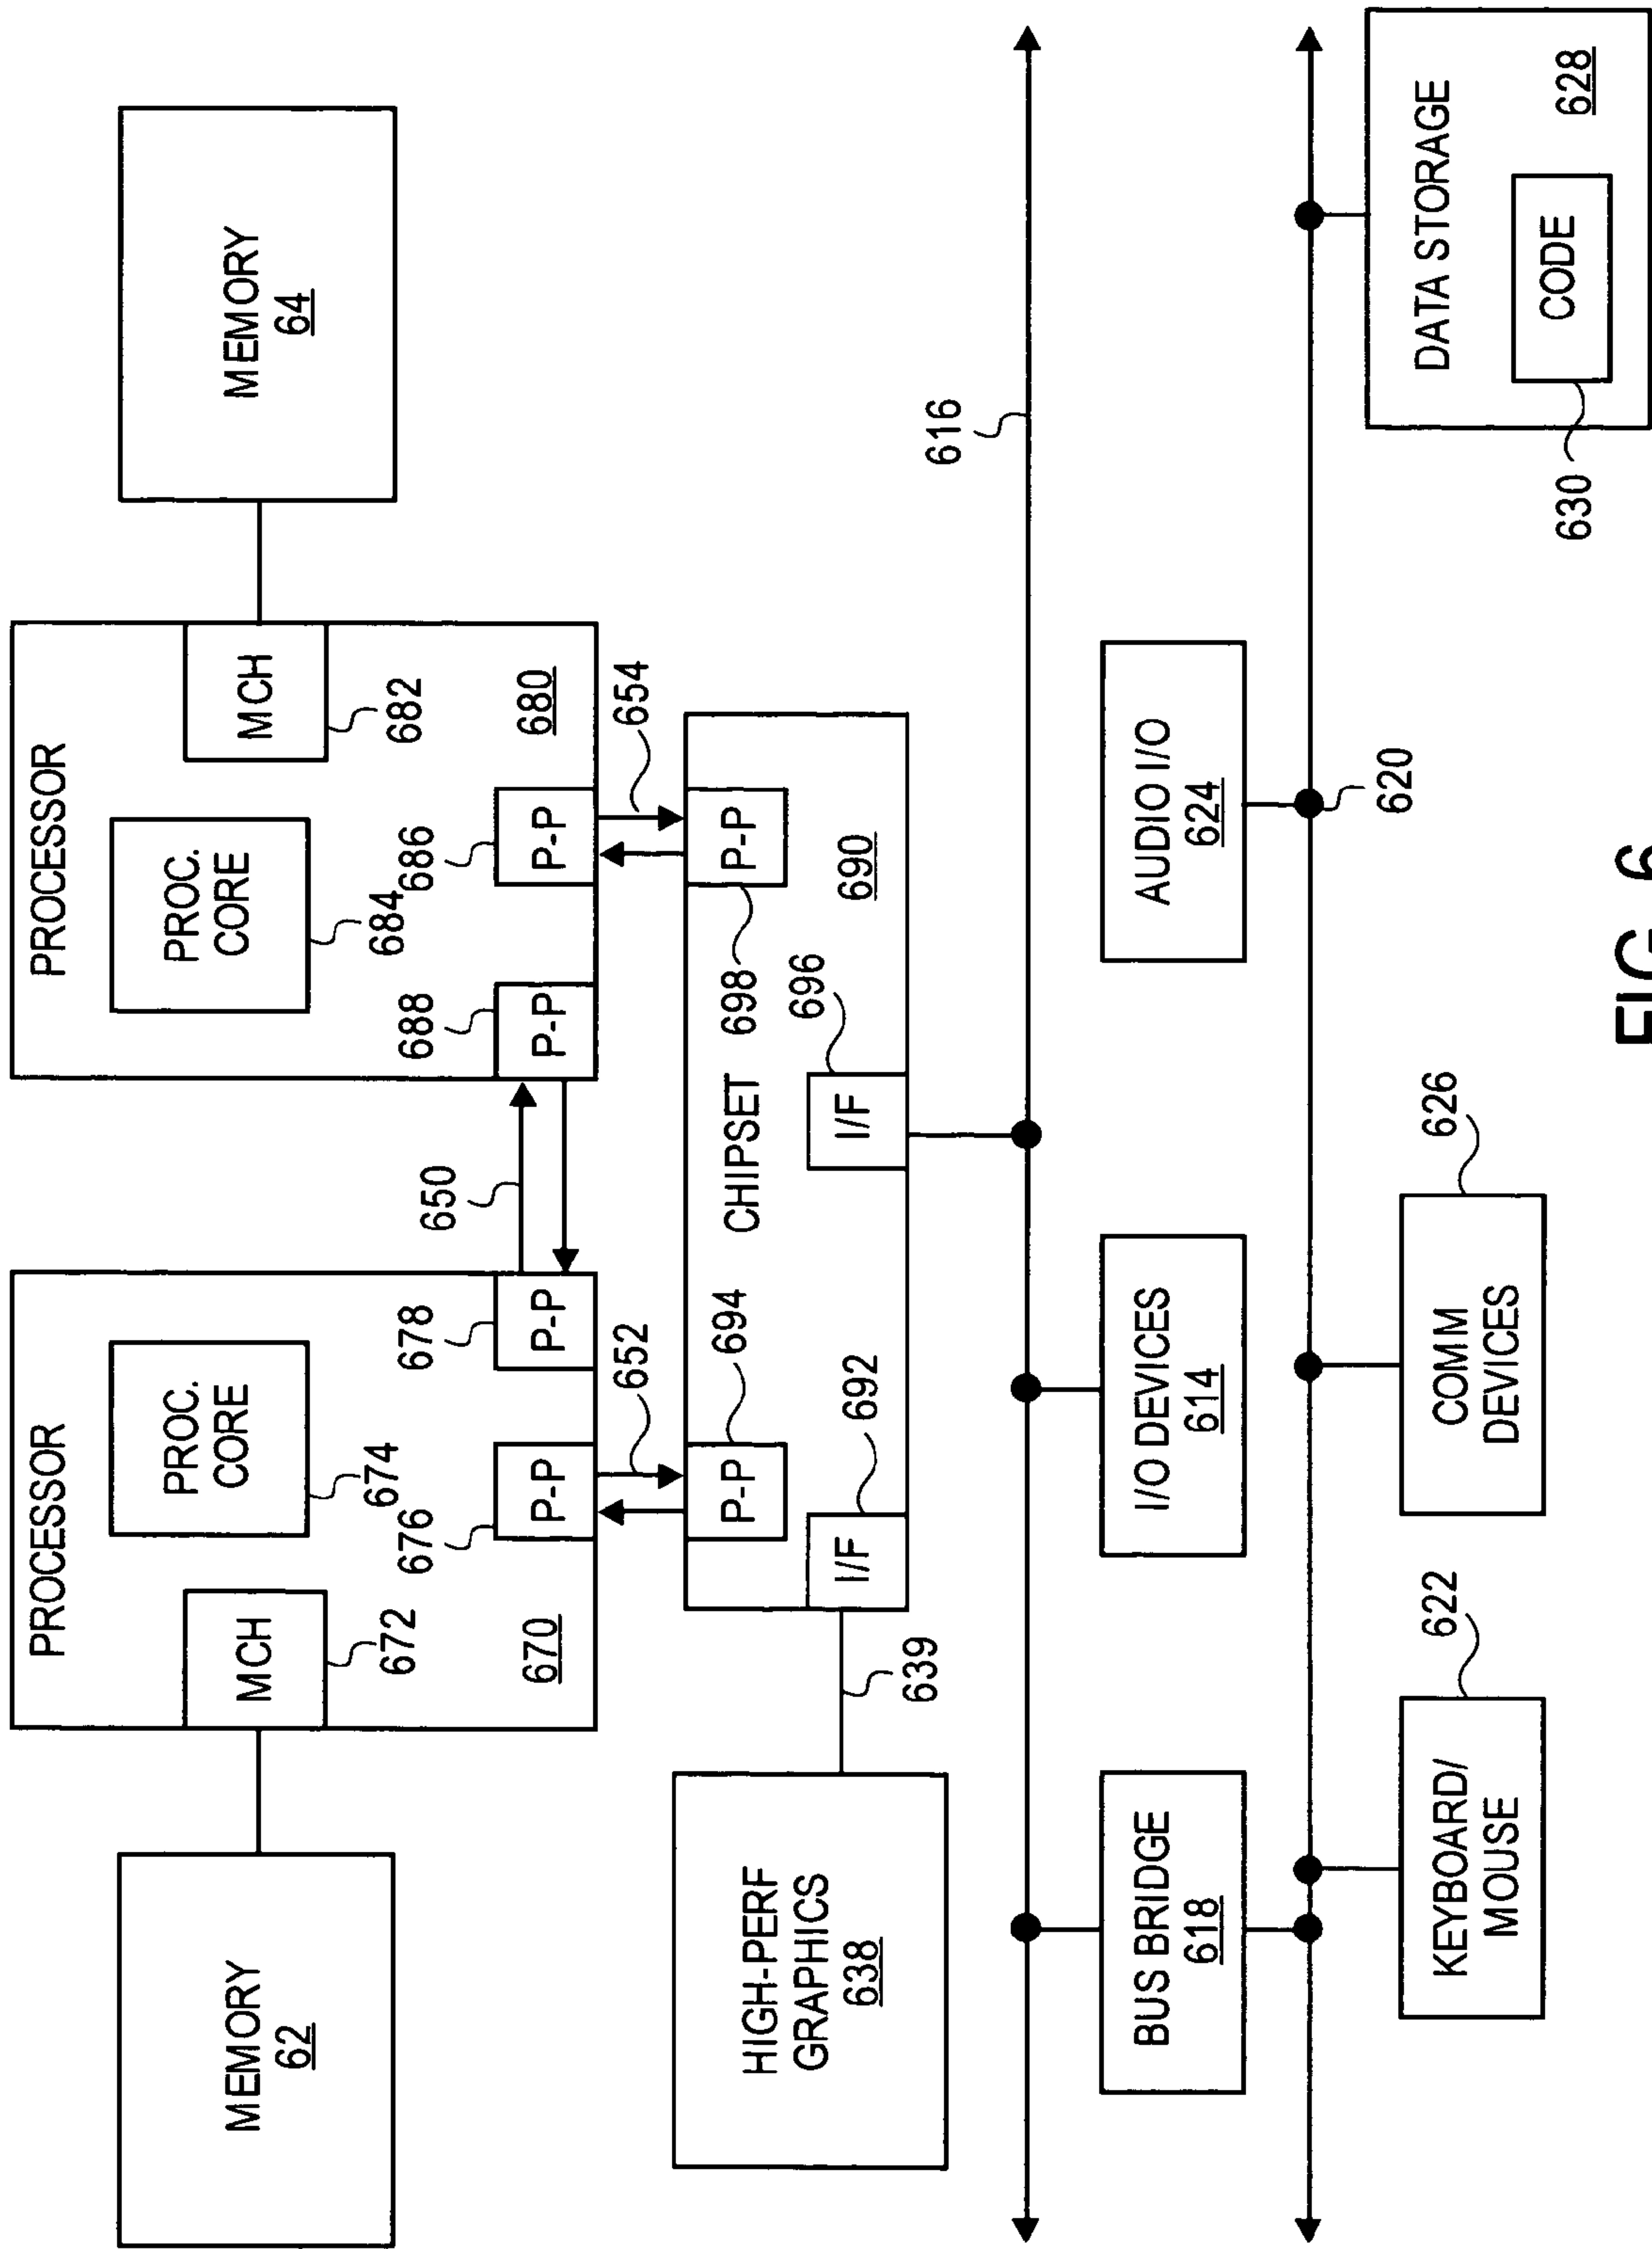 PROCESSOR
PROCESSOR
MEMORY
62
MCH
672
PROC.
CORE
674
676
P-P
678
P-P
670
650
688
P-P
PROC.
CORE
684
686
P-P
MCH
682
680
MEMORY
64
652
654
HIGH-PERF
GRAPHICS
638
639
P-P
694
I/F
692
CHIPSET
P-P
698
I/F
696
690
616
BUS BRIDGE
618
I/O DEVICES
614
AUDIO I/O
624
620
KEYBOARD/
MOUSE
622
COMM
DEVICES
626
DATA STORAGE
628
CODE
630
FIG. 6